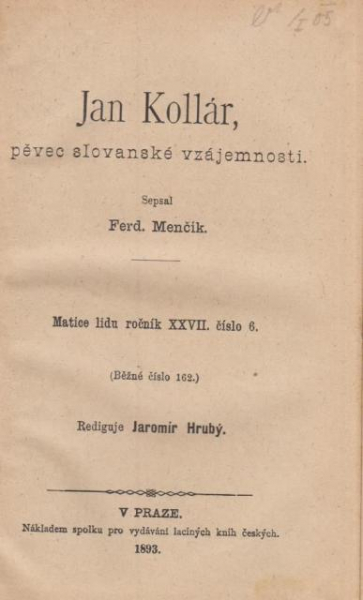 Jan Kollár,
pěvec slovanské vzájemnosti.
Sepsal
Ferd. Menčík.
Matice lidu ročník XXVII. číslo 6.
(Běžné číslo 162.)
Rediguje Jaromír Hrubý.
V PRAZE.
Nákladem spolku pro vydávání laciných knih českých.
1893.